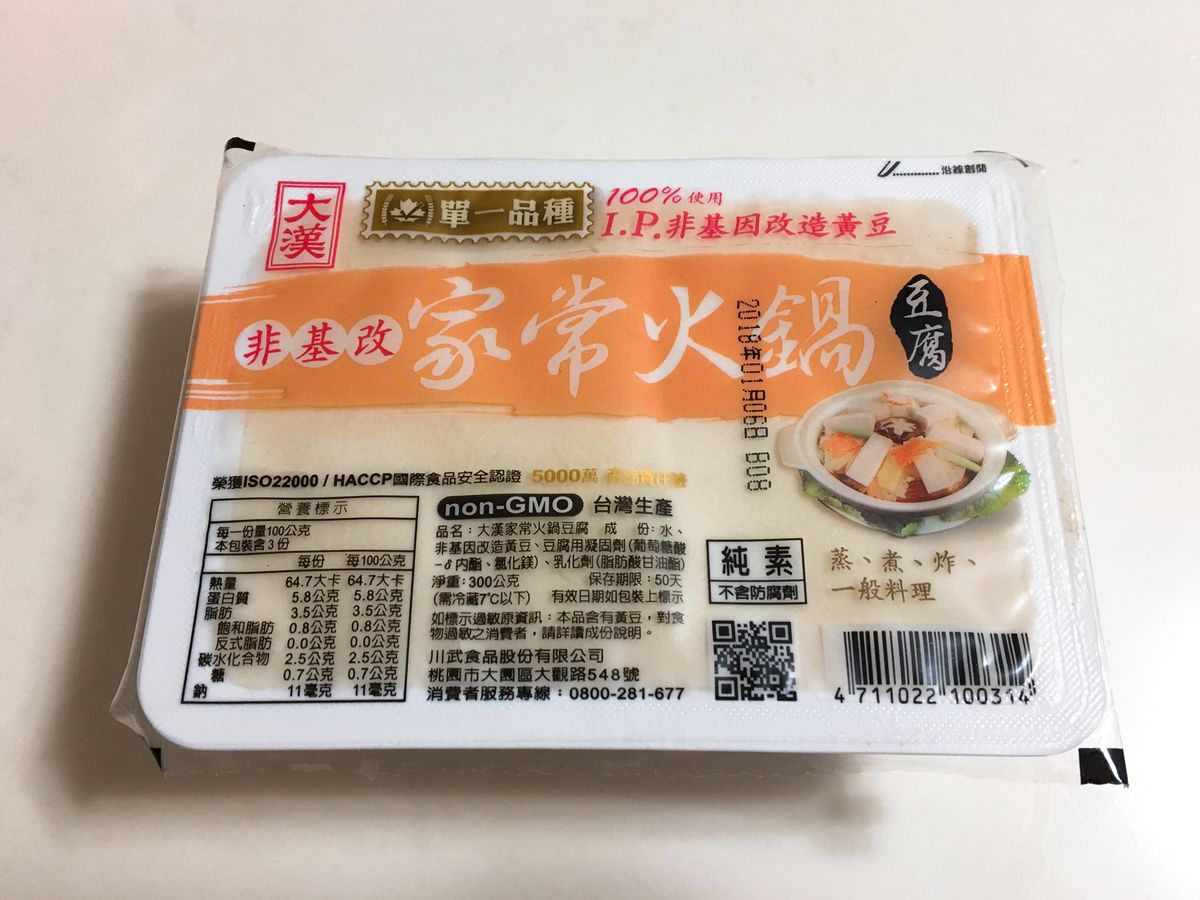 沿線割開
大漢
單一品種
100%使用
I.P.非基因改造黃豆
非基改
家常火鍋
豆腐
2018年01月06日 B08
榮獲ISO22000 / HACCP國際食品安全認證 5000萬
營養標示
每一份量100公克
本包裝含3份
每份 每100公克
熱量 64.7大卡 64.7大卡
蛋白質 5.8公克 5.8公克
脂肪 3.5公克 3.5公克
飽和脂肪 0.8公克 0.8公克
反式脂肪 0.0公克 0.0公克
碳水化合物 2.5公克 2.5公克
糖 0.7公克 0.7公克
鈉 11毫克 11毫克
non-GMO 台灣生產
品名：大漢家常火鍋豆腐 成 份：水、
非基因改造黃豆、豆腐用凝固劑(葡萄糖酸
-δ內酯、氯化鎂)、乳化劑(脂肪酸甘油酯)
淨重：300公克 保存期限：50天
(需冷藏7℃以下) 有效日期如包裝上標示
如標示過敏原資訊：本品含有黃豆，對食
物過敏之消費者，請詳讀成份說明。
川武食品股份有限公司
桃園市大園區大觀路548號
消費者服務專線：0800-281-677
純素
不含防腐劑
蒸、煮、炸、
一般料理
4 711022 100314